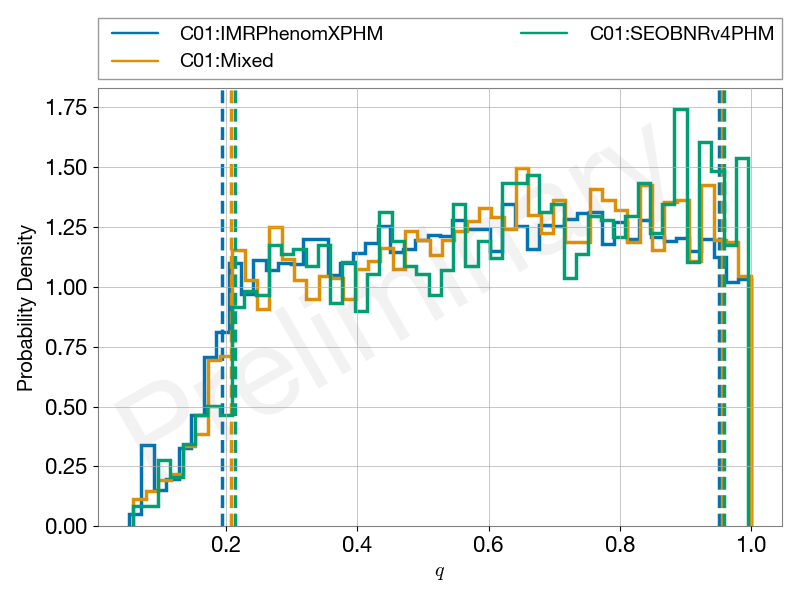 C01:IMRPhenomXPHM
C01:Mixed
C01:SEOBNRv4PHM
Preliminary
Probability Density
1.75
1.50
1.25
1.00
0.75
0.50
0.25
0.00
0.2 0.4 0.6 0.8 1.0
q